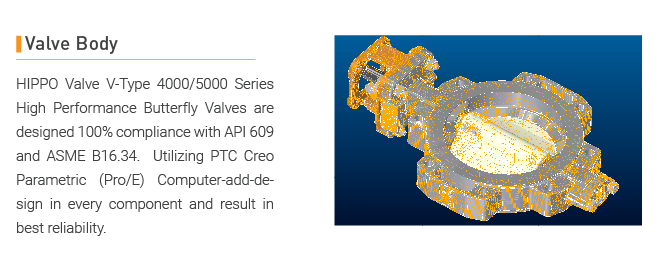 Valve Body
HIPPO Valve V-Type 4000/5000 Series
High Performance Butterfly Valves are
designed 100% compliance with API 609
and ASME B16.34. Utilizing PTC Creo
Parametric (Pro/E) Computer-add-de-
sign in every component and result in
best reliability.